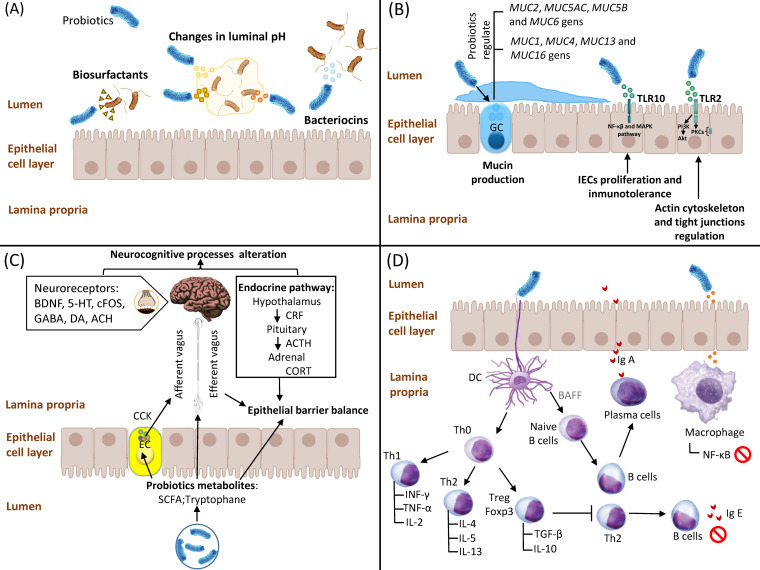 (A)
Probiotics
Changes in luminal pH
Biosurfactants
Lumen
Bacteriocins
Epithelial
cell layer
Lamina propria
(B)
Probiotics
regulate
MUC2, MUC5AC, MUC5B
and MUC6 gens
MUC1, MUC4, MUC13 and
MUC16 gens
Lumen
TLR10
TLR2
Epithelial
cell layer
GC
NF-κβ and MAPK
pathway
PI3K
Akt
PKCs
Mucin
production
IECs proliferation and
inmunotolerance
Lamina propria
Actin cytoskeleton
and tight junctions
regulation
(C)
Neurocognitive processes alteration
Neuroreceptors:
BDNF, 5-HT, cFOS,
GABA, DA, ACH
Endocrine pathway:
Hypothalamus
CRF
Pituitary
ACTH
Adrenal
CORT
Afferent vagus
Efferent vagus
Lamina propria
CCK
Epithelial barrier balance
Epithelial
cell layer
EC
Probiotics metabolites:
SCFA;Tryptophane
Lumen
(D)
Lumen
Epithelial
cell layer
Lamina
propria
DC
BAFF
Ig A
Plasma cells
Macrophage
NF-κB
Th0
Naive
B cells
Th1
INF-γ
TNF-α
IL-2
Th2
IL-4
IL-5
IL-13
Treg
Foxp3
TGF-β
IL-10
B cells
Th2
B cells
Ig E